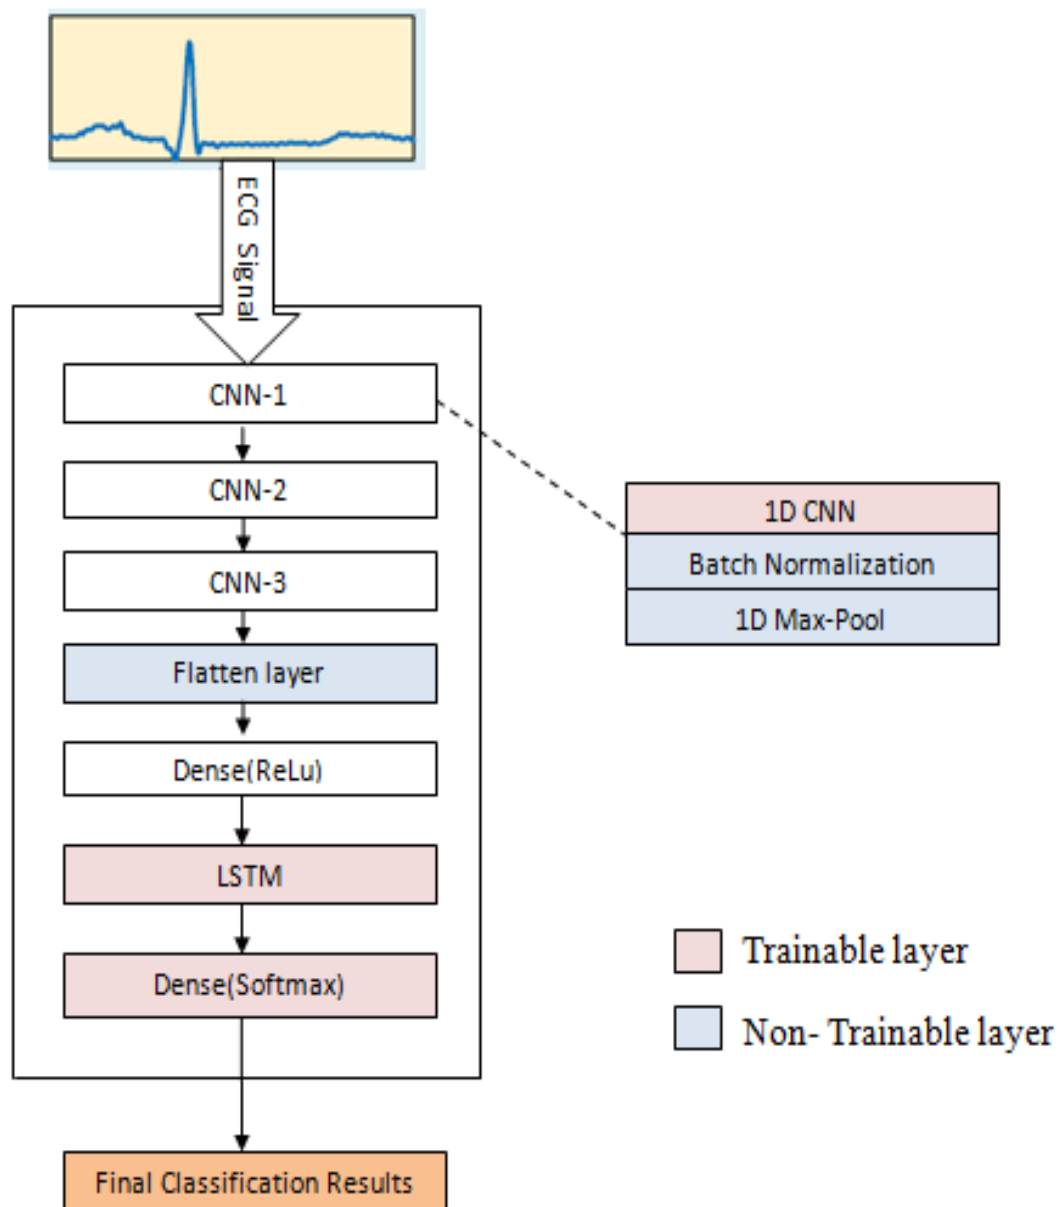 ECG Signal
CNN-1
CNN-2
CNN-3
Flatten layer
Dense(ReLu)
LSTM
Dense(Softmax)
Final Classification Results
1D CNN
Batch Normalization
1D Max-Pool
Trainable layer
Non- Trainable layer